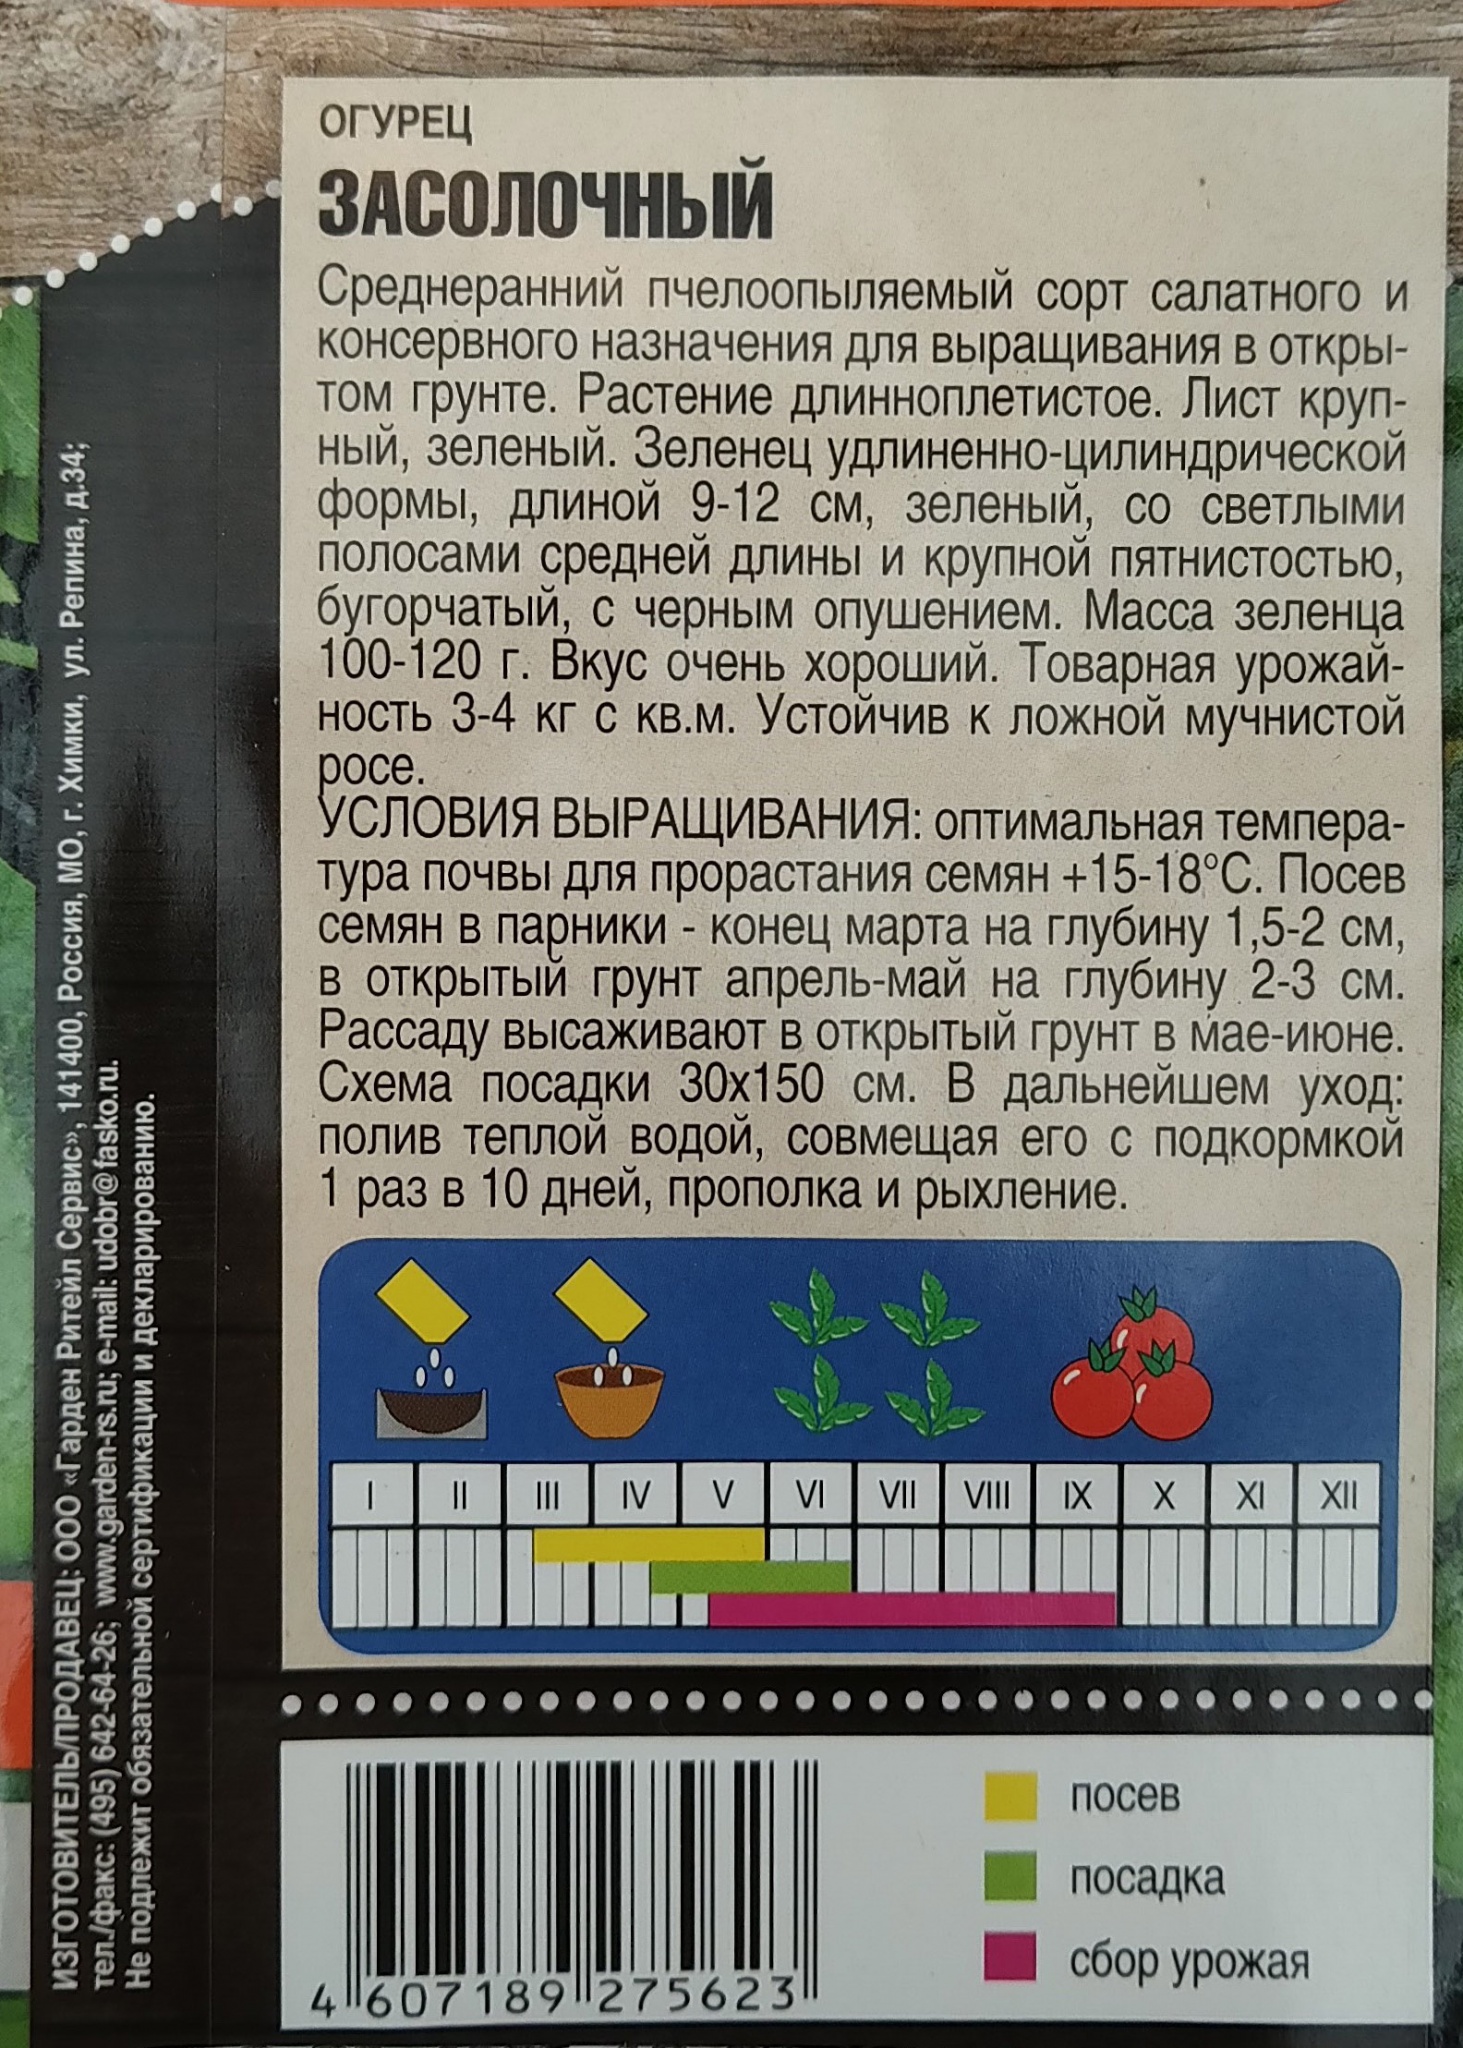 ОГУРЕЦ
ЗАСОЛОЧНЫЙ
Среднеранний пчелоопыляемый сорт салатного и
консервного назначения для выращивания в откры-
том грунте. Растение длинноплетистое. Лист круп-
ный, зеленый. Зеленец удлиненно-цилиндрической
формы, длиной 9-12 см, зеленый, со светлыми
полосами средней длины и крупной пятнистостью,
бугорчатый, с черным опушением. Масса зеленца
100-120 г. Вкус очень хороший. Товарная урожай-
ность 3-4 кг с кв.м. Устойчив к ложной мучнистой
росе.
УСЛОВИЯ ВЫРАЩИВАНИЯ: оптимальная темпера-
тура почвы для прорастания семян +15-18°С. Посев
семян в парники - конец марта на глубину 1,5-2 см,
в открытый грунт апрель-май на глубину 2-3 см.
Рассаду высаживают в открытый грунт в мае-июне.
Схема посадки 30х150 см. В дальнейшем уход:
полив теплой водой, совмещая его с подкормкой
1 раз в 10 дней, прополка и рыхление.
I II III IV V VI VII VIII IX X XI XII
посев
посадка
сбор урожая
4 607189 275623
ИЗГОТОВИТЕЛЬ/ПРОДАВЕЦ: ООО «Гарден Ритейл Сервис», 141400, Россия, МО, г. Химки, ул. Репина, д.34;
тел./факс: (495) 642-64-26; www.garden-rs.ru; e-mail: udobr@fasko.ru.
Не подлежит обязательной сертификации и декларированию.